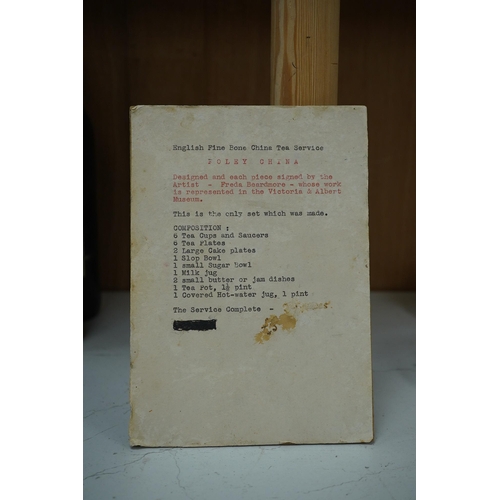 English Fine Bone China Tea Service
FOLEY CHINA
Designed and each piece signed by the
Artist - Freda Beardmore - whose work
is represented in the Victoria & Albert
Museum.
This is the only set which was made.
COMPOSITION :
6 Tea Cups and Saucers
6 Tea Plates
2 Large Cake plates
1 Slop Bowl
1 small Sugar Bowl
1 Milk jug
2 small butter or jam dishes
1 Tea Pot, 1½ pint
1 Covered Hot-water jug, 1 pint
The Service Complete -